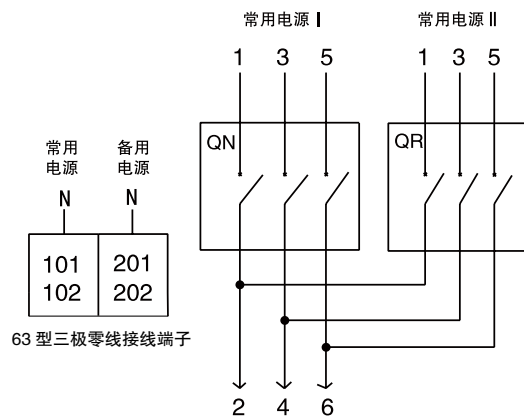 常用电源 I
常用电源 II
1 3 5
1 3 5
QN
QR
常用
电源
N
备用
电源
N
101
102
201
202
63 型三极零线接线端子
2 4 6